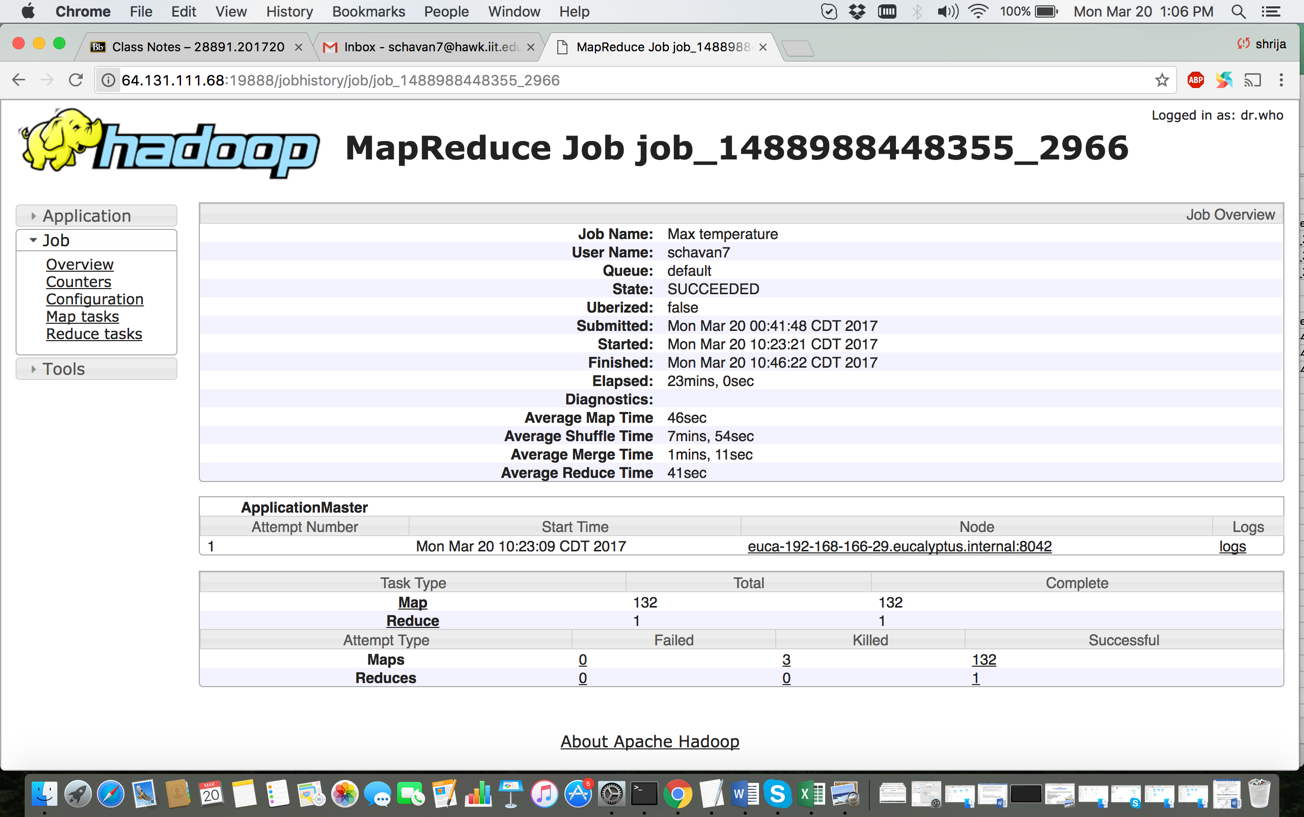 Chrome File Edit View History Bookmarks People Window Help 100% Mon Mar 20 1:06 PM
Bb Class Notes – 28891.201720 × Inbox - schavan7@hawk.iit.edu × MapReduce Job job_1488988 × shrija
64.131.111.68:19888/jobhistory/job/job_1488988448355_2966 ABP
Logged in as: dr.who
hadoop MapReduce Job job_1488988448355_2966
Application
Job
Overview
Counters
Configuration
Map tasks
Reduce tasks
Tools
Job Overview
Job Name: Max temperature
User Name: schavan7
Queue: default
State: SUCCEEDED
Uberized: false
Submitted: Mon Mar 20 00:41:48 CDT 2017
Started: Mon Mar 20 10:23:21 CDT 2017
Finished: Mon Mar 20 10:46:22 CDT 2017
Elapsed: 23mins, 0sec
Diagnostics:
Average Map Time 46sec
Average Shuffle Time 7mins, 54sec
Average Merge Time 1mins, 11sec
Average Reduce Time 41sec
ApplicationMaster
Attempt Number Start Time Node Logs
1 Mon Mar 20 10:23:09 CDT 2017 euca-192-168-166-29.eucalyptus.internal:8042 logs
Task Type Total Complete
Map 132 132
Reduce 1 1
Attempt Type Failed Killed Successful
Maps 0 3 132
Reduces 0 0 1
About Apache Hadoop
MAR
20